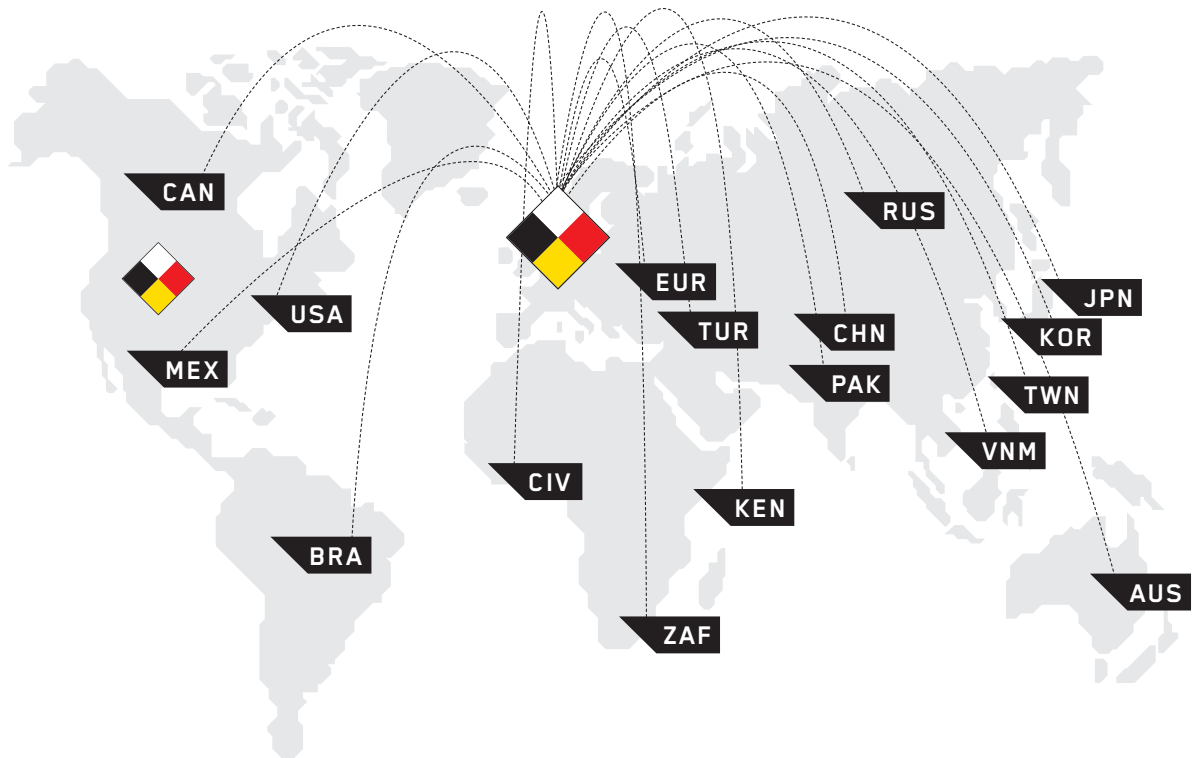 CAN
RUS
EUR
JPN
USA
TUR
CHN
KOR
MEX
PAK
TWN
VNM
CIV
KEN
BRA
AUS
ZAF